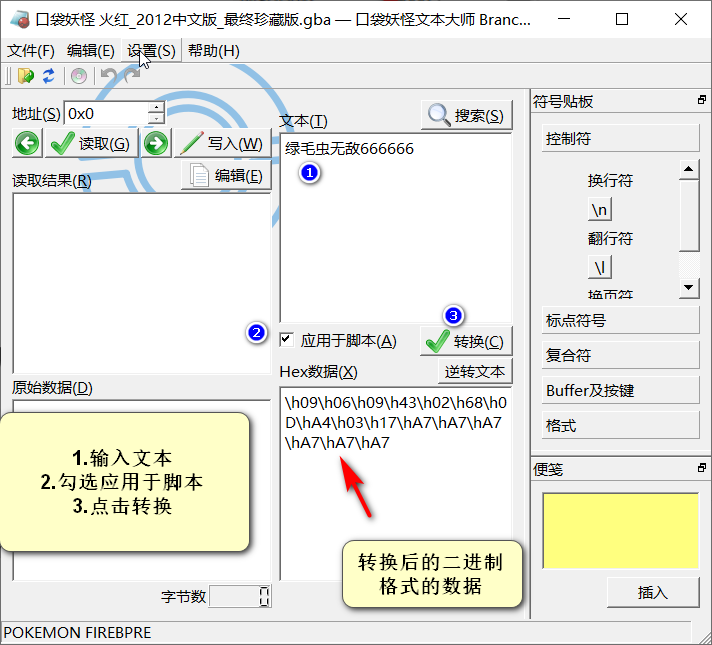 口袋妖怪 火红_2012中文版_最终珍藏版.gba — 口袋妖怪文本大师 Branc...
文件(F) 编辑(E) 设置(S) 帮助(H)
地址(S) 0x0
读取(G) 写入(W)
编辑(E)
读取结果(R)
原始数据(D)
字节数 0
文本(T) 搜索(S)
绿毛虫无敌666666
1
2
3
应用于脚本(A) 转换(C)
Hex数据(X) 逆转文本
\h09\h06\h09\h43\h02\h68\h0
D\hA4\h03\h17\hA7\hA7\hA7
\hA7\hA7\hA7
1.输入文本
2.勾选应用于脚本
3.点击转换
转换后的二进制
格式的数据
符号贴板
控制符
换行符
\n
翻行符
\l
换页符
标点符号
复合符
Buffer及按键
格式
便笺
插入
POKEMON FIREBPRE